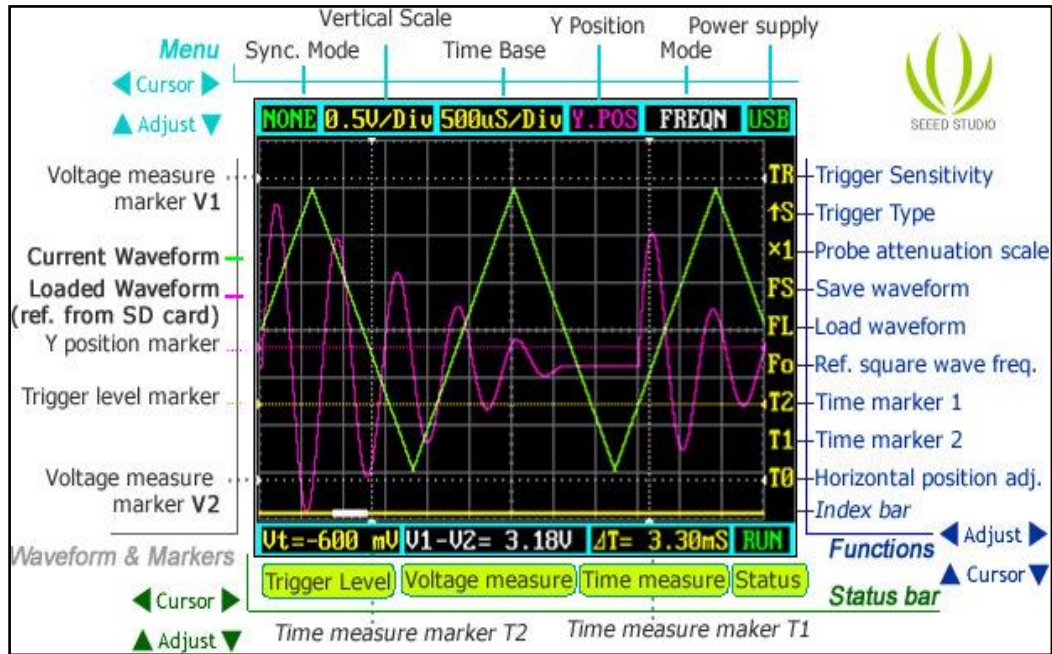 Vertical Scale
Y Position
Power supply
Menu
Sync. Mode
Time Base
Mode
Cursor
Adjust
SEEED STUDIO
NONE 0.5V/Div 500uS/Div Y.POS FREQN USB
Voltage measure
marker V1
Current Waveform
Loaded Waveform
(ref. from SD card)
Y position marker
Trigger level marker
Voltage measure
marker V2
Waveform & Markers
TR Trigger Sensitivity
↑S Trigger Type
×1 Probe attenuation scale
FS Save waveform
FL Load waveform
Fo Ref. square wave freq.
T2 Time marker 1
T1 Time marker 2
T0 Horizontal position adj.
Index bar
Vt=-600 mV V1-V2= 3.18V ⊿T= 3.30mS RUN
Functions
Adjust
Cursor
Trigger Level Voltage measure Time measure Status
Status bar
Cursor
Adjust
Time measure marker T2
Time measure maker T1